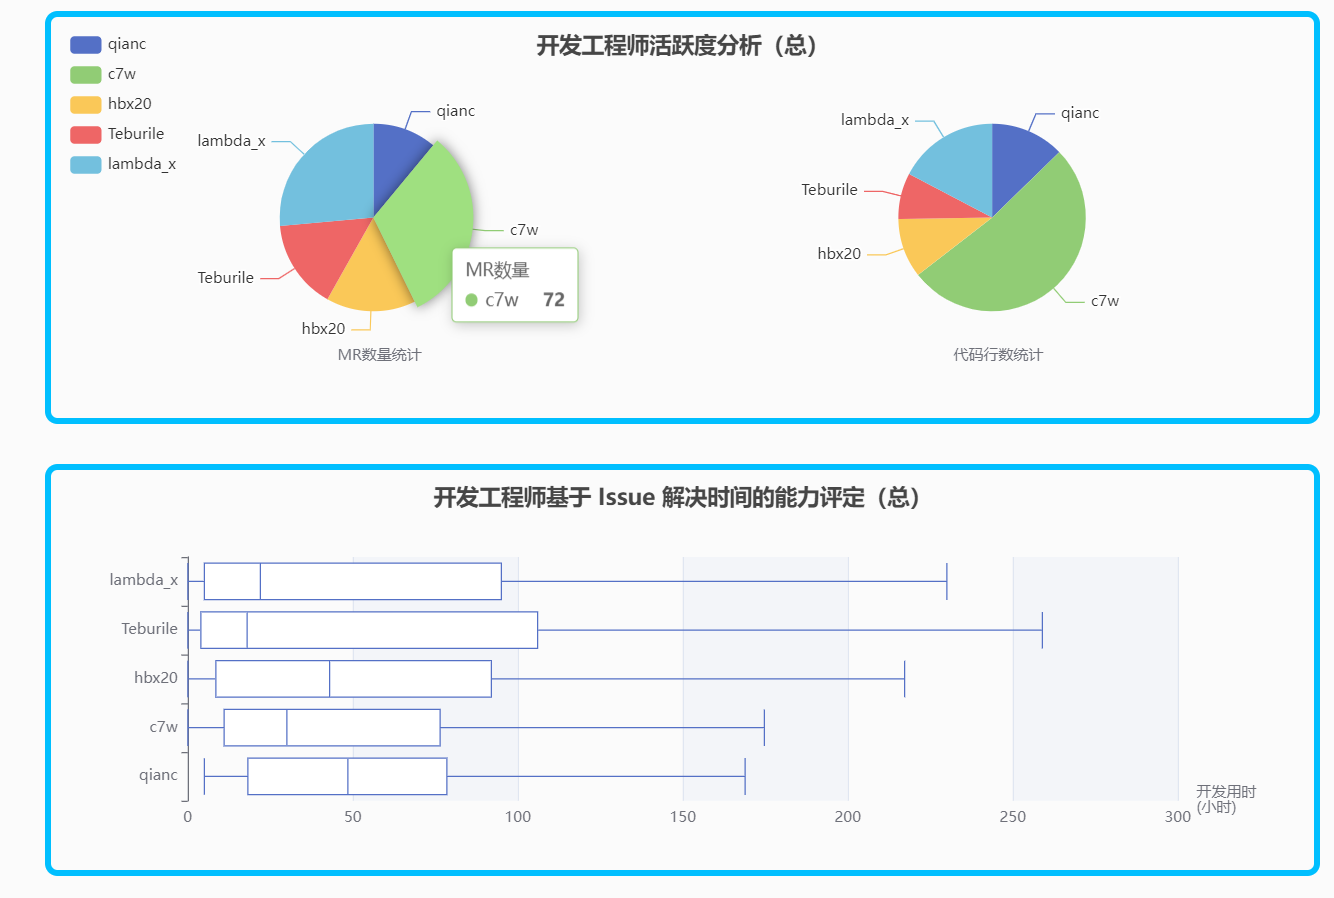 开发工程师活跃度分析（总）
qianc
c7w
hbx20
Teburile
lambda_x
qianc
lambda_x
c7w
Teburile
hbx20
MR数量
c7w 72
MR数量统计
qianc
lambda_x
Teburile
hbx20
c7w
代码行数统计
开发工程师基于 Issue 解决时间的能力评定（总）
lambda_x
Teburile
hbx20
c7w
qianc
0 50 100 150 200 250 300
开发用时
(小时)